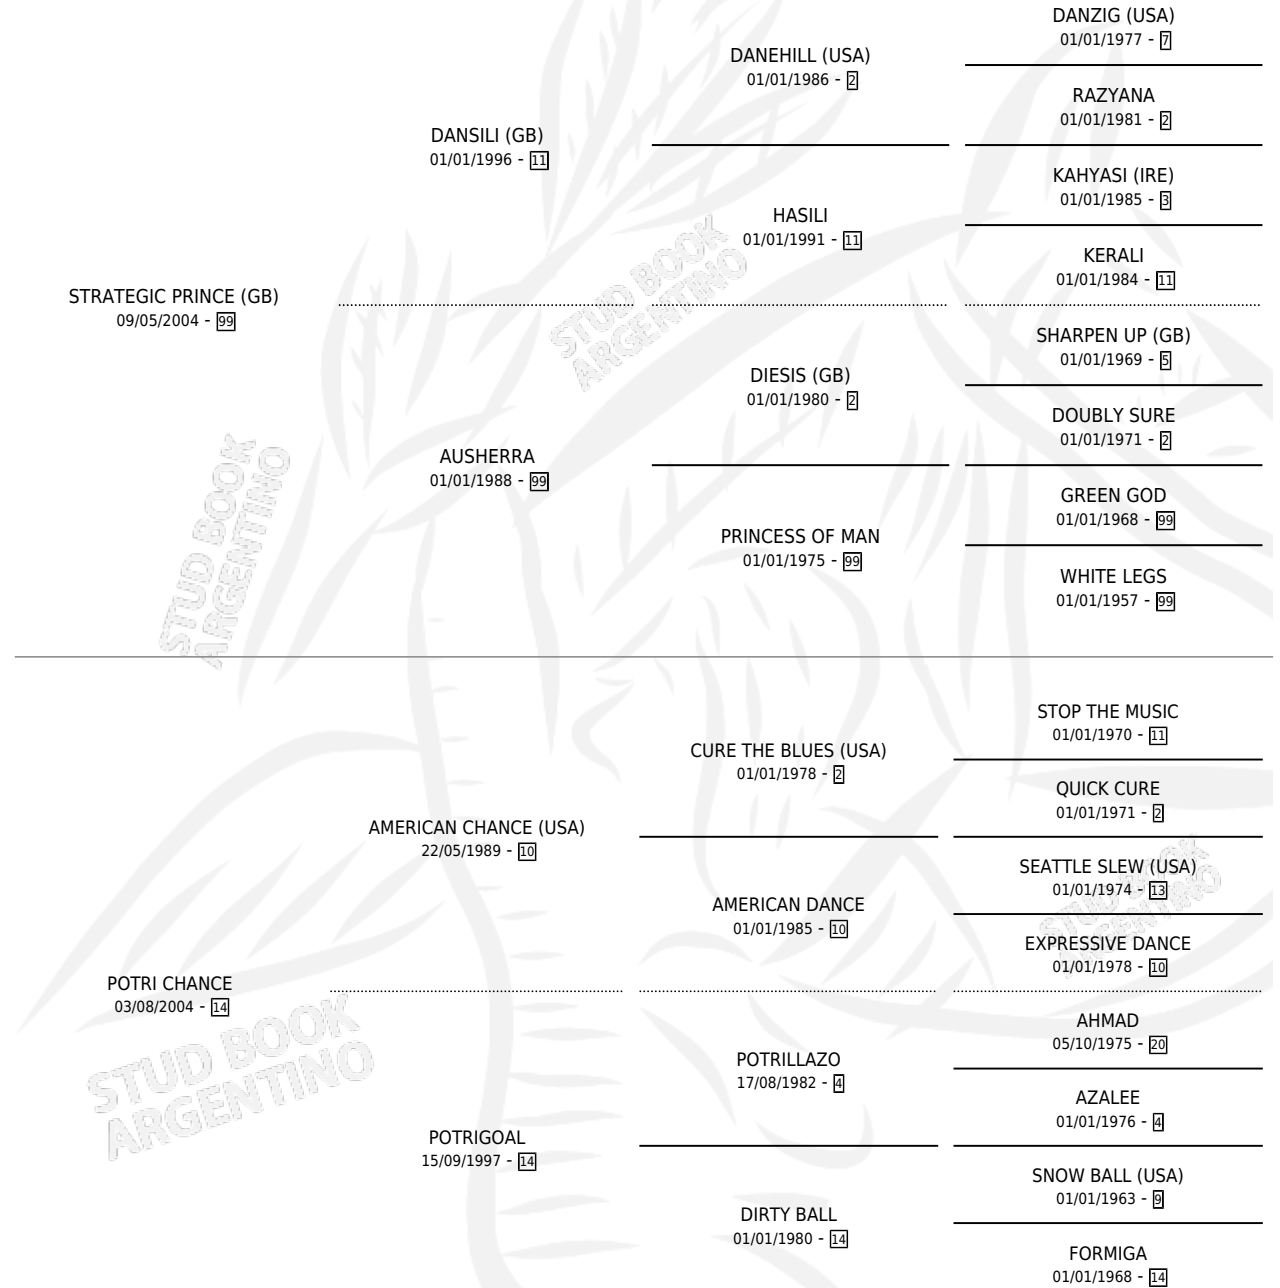 DANZIG (USA)
01/01/1977 - 7
DANEHILL (USA)
01/01/1986 - 2
RAZYANA
01/01/1981 - 2
DANSILI (GB)
01/01/1996 - 11
KAHYASI (IRE)
01/01/1985 - 3
HASILI
01/01/1991 - 11
KERALI
01/01/1984 - 11
STRATEGIC PRINCE (GB)
09/05/2004 - 99
STUD BOOK
ARGENTINO
SHARPEN UP (GB)
01/01/1969 - 5
DIESIS (GB)
01/01/1980 - 2
DOUBLY SURE
01/01/1971 - 2
AUSHERRA
01/01/1988 - 99
GREEN GOD
01/01/1968 - 99
PRINCESS OF MAN
01/01/1975 - 99
WHITE LEGS
01/01/1957 - 99
STUD BOOK
ARGENTINO
STOP THE MUSIC
01/01/1970 - 11
CURE THE BLUES (USA)
01/01/1978 - 2
QUICK CURE
01/01/1971 - 2
AMERICAN CHANCE (USA)
22/05/1989 - 10
SEATTLE SLEW (USA)
01/01/1974 - 13
AMERICAN DANCE
01/01/1985 - 10
STUD BOOK
ARGENTINO
EXPRESSIVE DANCE
01/01/1978 - 10
POTRI CHANCE
03/08/2004 - 14
AHMAD
05/10/1975 - 20
POTRILLAZO
17/08/1982 - 4
STUD BOOK
ARGENTINO
AZALEE
01/01/1976 - 4
POTRIGOAL
15/09/1997 - 14
SNOW BALL (USA)
01/01/1963 - 9
DIRTY BALL
01/01/1980 - 14
FORMIGA
01/01/1968 - 14